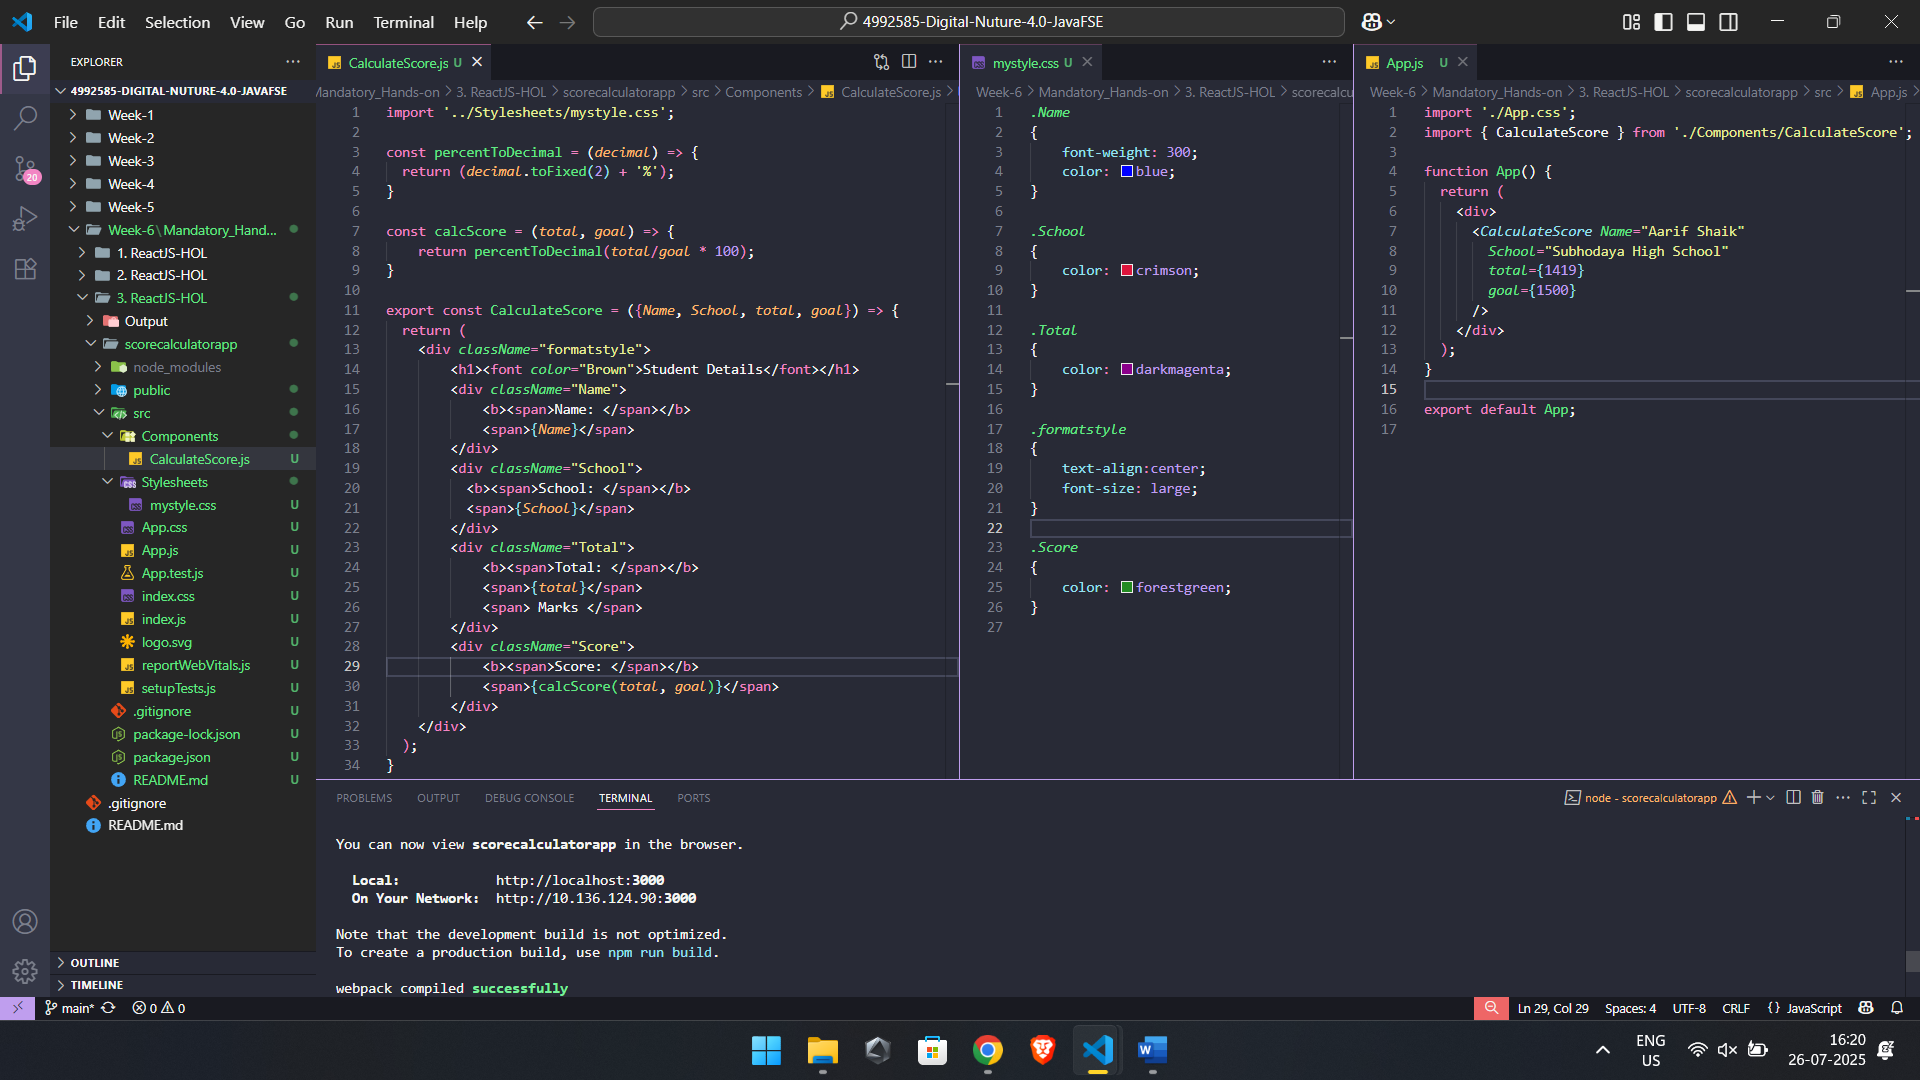 File Edit Selection View Go Run Terminal Help
4992585-Digital-Nuture-4.0-JavaFSE
EXPLORER
4992585-DIGITAL-NUTURE-4.0-JAVAFSE
Week-1
Week-2
Week-3
Week-4
Week-5
Week-6\Mandatory_Hand...
1. ReactJS-HOL
2. ReactJS-HOL
3. ReactJS-HOL
Output
scorecalculatorapp
node_modules
public
src
Components
CalculateScore.js U
Stylesheets
mystyle.css U
App.css U
App.js U
App.test.js U
index.css U
index.js U
logo.svg U
reportWebVitals.js U
setupTests.js U
.gitignore U
package-lock.json U
package.json U
README.md U
.gitignore
README.md
OUTLINE
TIMELINE
20
CalculateScore.js U
Mandatory_Hands-on > 3. ReactJS-HOL > scorecalculatorapp > src > Components > CalculateScore.js >
1 import '../Stylesheets/mystyle.css';
2
3 const percentToDecimal = (decimal) => {
4 return (decimal.toFixed(2) + '%');
5 }
6
7 const calcScore = (total, goal) => {
8 return percentToDecimal(total/goal * 100);
9 }
10
11 export const CalculateScore = ({Name, School, total, goal}) => {
12 return (
13 <div className="formatstyle">
14 <h1><font color="Brown">Student Details</font></h1>
15 <div className="Name">
16 <b><span>Name: </span></b>
17 <span>{Name}</span>
18 </div>
19 <div className="School">
20 <b><span>School: </span></b>
21 <span>{School}</span>
22 </div>
23 <div className="Total">
24 <b><span>Total: </span></b>
25 <span>{total}</span>
26 <span> Marks </span>
27 </div>
28 <div className="Score">
29 <b><span>Score: </span></b>
30 <span>{calcScore(total, goal)}</span>
31 </div>
32 </div>
33 );
34 }
mystyle.css U
Week-6 > Mandatory_Hands-on > 3. ReactJS-HOL > scorecalcu
1 .Name
2 {
3 font-weight: 300;
4 color: blue;
5 }
6
7 .School
8 {
9 color: crimson;
10 }
11
12 .Total
13 {
14 color: darkmagenta;
15 }
16
17 .formatstyle
18 {
19 text-align:center;
20 font-size: large;
21 }
22
23 .Score
24 {
25 color: forestgreen;
26 }
27
App.js U
Week-6 > Mandatory_Hands-on > 3. ReactJS-HOL > scorecalculatorapp > src > App.js >
1 import './App.css';
2 import { CalculateScore } from './Components/CalculateScore';
3
4 function App() {
5 return (
6 <div>
7 <CalculateScore Name="Aarif Shaik"
8 School="Subhodaya High School"
9 total={1419}
10 goal={1500}
11 />
12 </div>
13 );
14 }
15
16 export default App;
17
PROBLEMS OUTPUT DEBUG CONSOLE TERMINAL PORTS
node - scorecalculatorapp
You can now view scorecalculatorapp in the browser.
Local: http://localhost:3000
On Your Network: http://10.136.124.90:3000
Note that the development build is not optimized.
To create a production build, use npm run build.
webpack compiled successfully
main* 0 0
Ln 29, Col 29 Spaces: 4 UTF-8 CRLF {} JavaScript
ENG
US
16:20
26-07-2025